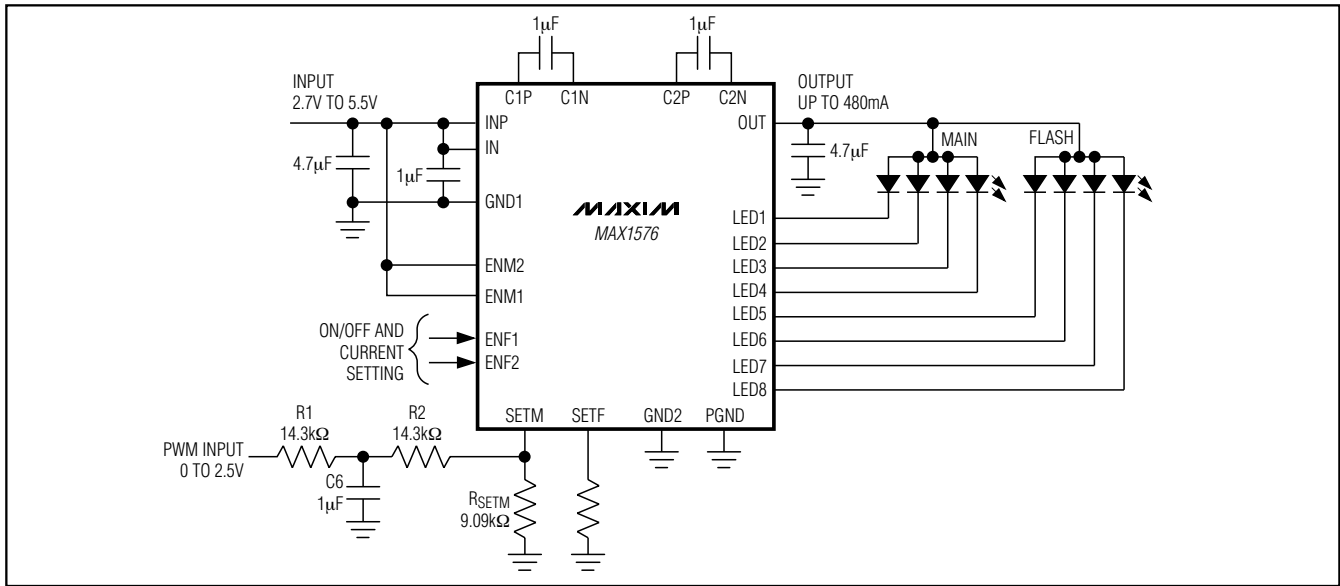 1µF
1µF
INPUT
2.7V TO 5.5V
OUTPUT
UP TO 480mA
C1P
C1N
C2P
C2N
INP
OUT
MAIN
FLASH
IN
4.7µF
1µF
4.7µF
GND1
MAXIM
MAX1576
LED1
LED2
LED3
LED4
LED5
LED6
LED7
LED8
ENM2
ENM1
ON/OFF AND
CURRENT
SETTING
ENF1
ENF2
SETM
SETF
GND2
PGND
R1
14.3kΩ
R2
14.3kΩ
PWM INPUT
0 TO 2.5V
C6
1µF
RSETM
9.09kΩ